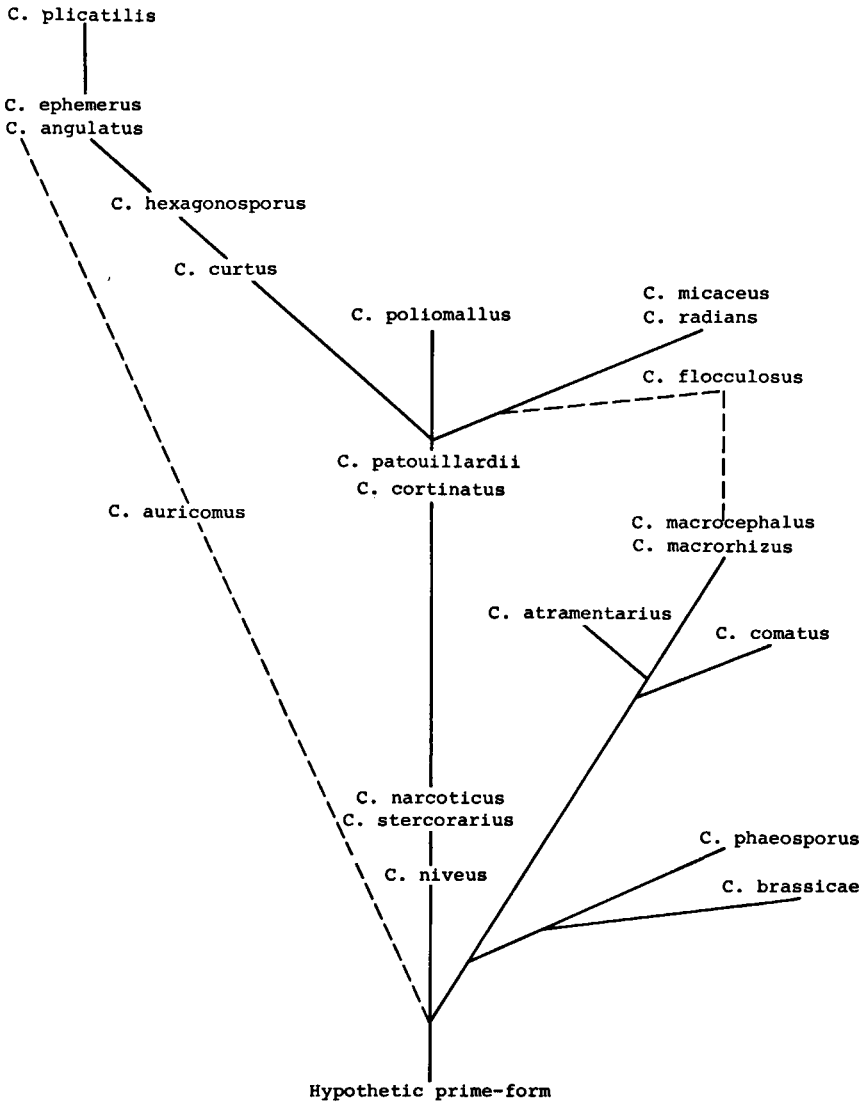 C. plicatilis
C. ephemerus
C. angulatus
C. hexagonosporus
C. curtus
C. micaceus
C. radians
C. poliomallus
C. flocculosus
C. patouillardii
C. cortinatus
C. auricomus
C. macrocephalus
C. macrorhizus
C. atramentarius
C. comatus
C. narcoticus
C. stercorarius
C. phaeosporus
C. niveus
C. brassicae
Hypothetic prime-form